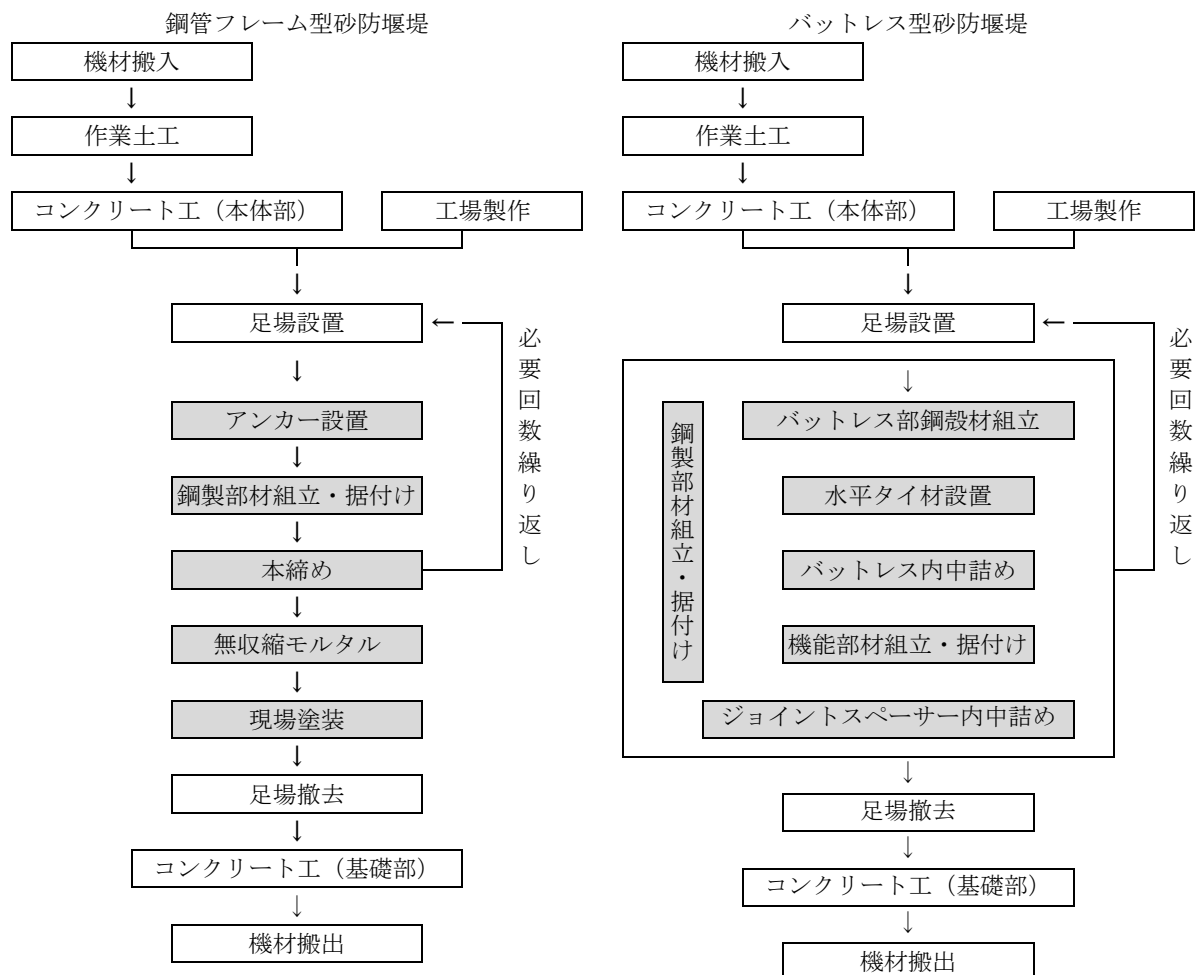 鋼管フレーム型砂防堰堤
機材搬入
↓
作業土工
↓
コンクリート工（本体部）
工場製作
↓
足場設置
←
必要回数繰り返し
↓
アンカー設置
↓
鋼製部材組立・据付け
↓
本締め
↓
無収縮モルタル
↓
現場塗装
↓
足場撤去
↓
コンクリート工（基礎部）
↓
機材搬出
バットレス型砂防堰堤
機材搬入
↓
作業土工
↓
コンクリート工（本体部）
工場製作
↓
足場設置
←
必要回数繰り返し
↓
鋼製部材組立・据付け
バットレス部鋼殻材組立
水平タイ材設置
バットレス内中詰め
機能部材組立・据付け
ジョイントスペーサー内中詰め
↓
足場撤去
↓
コンクリート工（基礎部）
↓
機材搬出